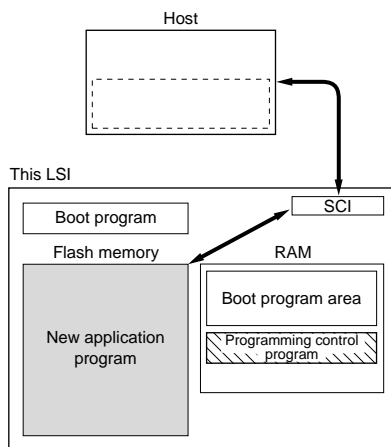 Host
This LSI
SCI
Boot program
Flash memory
RAM
New application
program
Boot program area
Programming control
program